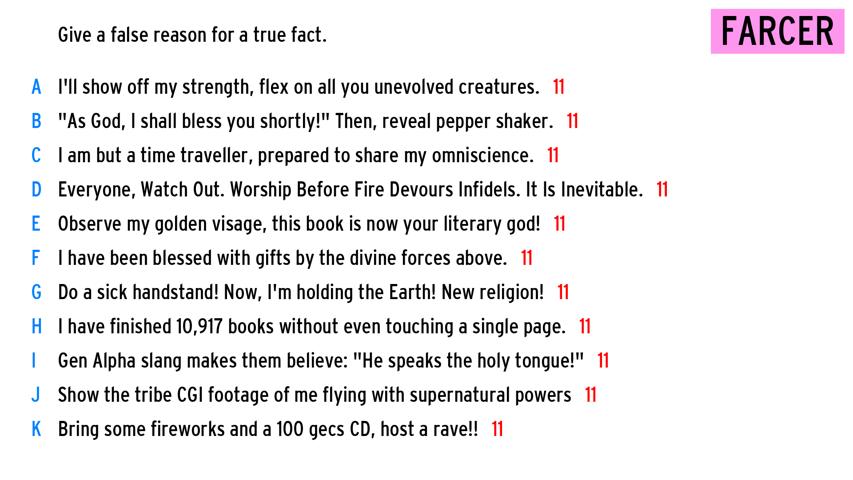 Give a false reason for a true fact.
FARCER
A I'll show off my strength, flex on all you unevolved creatures. 11
B "As God, I shall bless you shortly!" Then, reveal pepper shaker. 11
C I am but a time traveller, prepared to share my omniscience. 11
D Everyone, Watch Out. Worship Before Fire Devours Infidels. It Is Inevitable. 11
E Observe my golden visage, this book is now your literary god! 11
F I have been blessed with gifts by the divine forces above. 11
G Do a sick handstand! Now, I'm holding the Earth! New religion! 11
H I have finished 10,917 books without even touching a single page. 11
I Gen Alpha slang makes them believe: "He speaks the holy tongue!" 11
J Show the tribe CGI footage of me flying with supernatural powers 11
K Bring some fireworks and a 100 gecs CD, host a rave!! 11